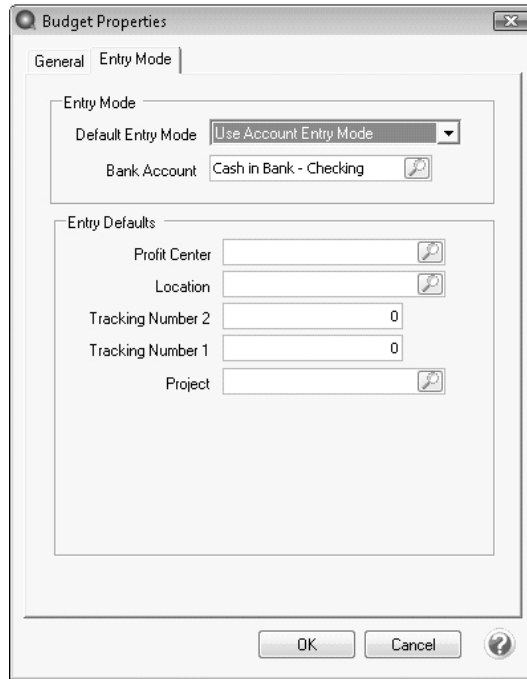 Budget Properties
General Entry Mode
Entry Mode
Default Entry Mode Use Account Entry Mode
Bank Account Cash in Bank - Checking
Entry Defaults
Profit Center
Location
Tracking Number 2 0
Tracking Number 1 0
Project
OK Cancel ?